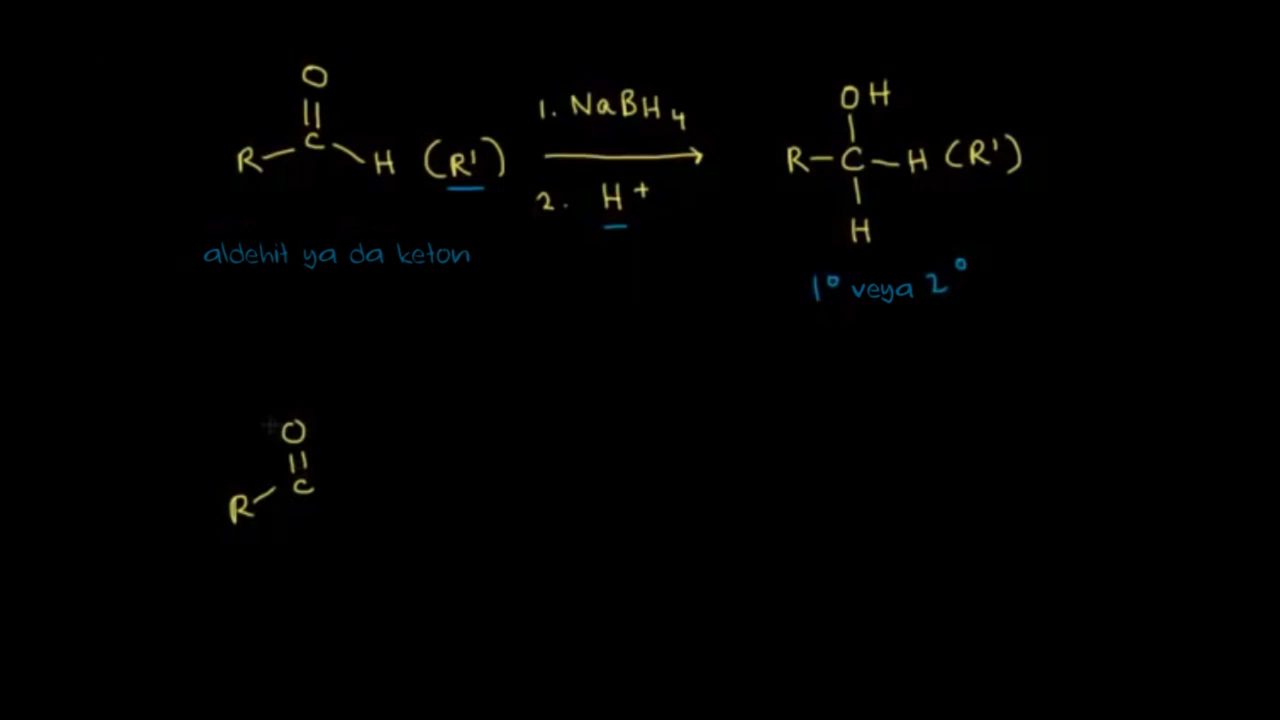 O
||
R–C–H (R')
1. NaBH4
2. H+
OH
|
R–C–H (R')
|
H
aldehit ya da keton
1° veya 2°
O
||
R–C